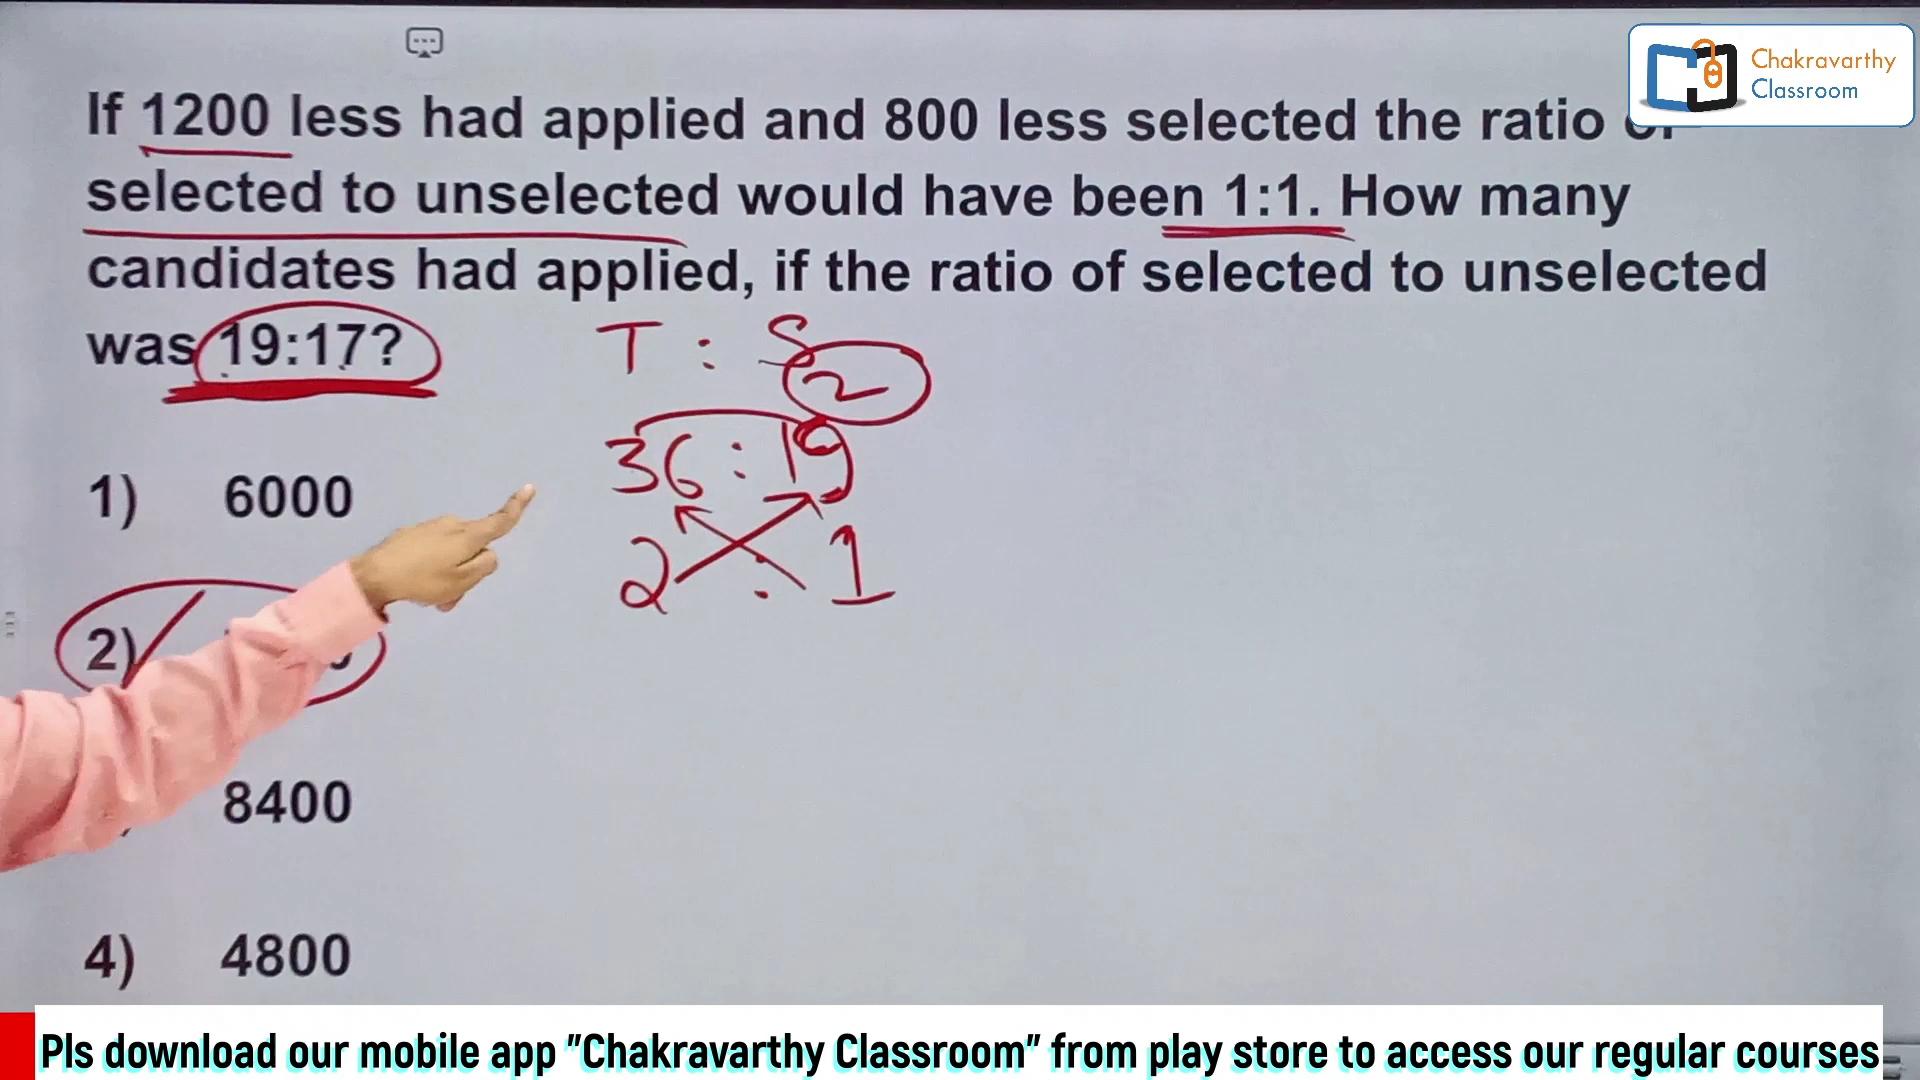 Chakravarthy
Classroom
If 1200 less had applied and 800 less selected the ratio of
selected to unselected would have been 1:1. How many
candidates had applied, if the ratio of selected to unselected
was 19:17?
T : S
2
36 : 19
2 : 1
1) 6000
2)
8400
4) 4800
Pls download our mobile app "Chakravarthy Classroom" from play store to access our regular courses